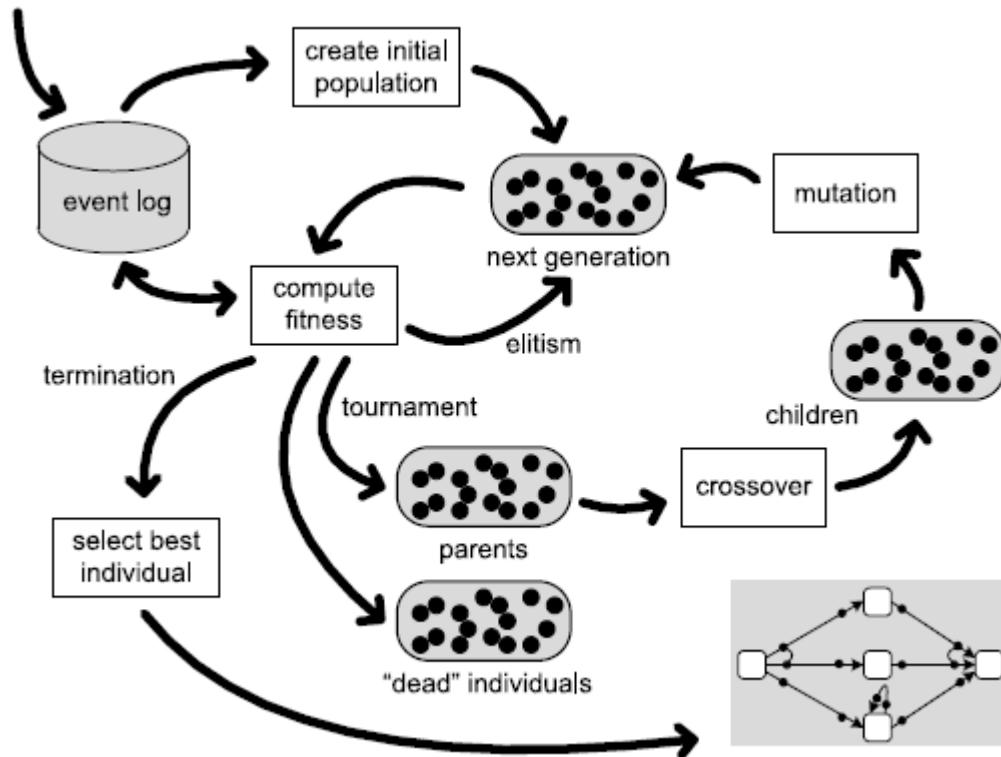 create initial
population
event log
mutation
next generation
compute
fitness
elitism
termination
tournament
children
crossover
parents
select best
individual
“dead” individuals